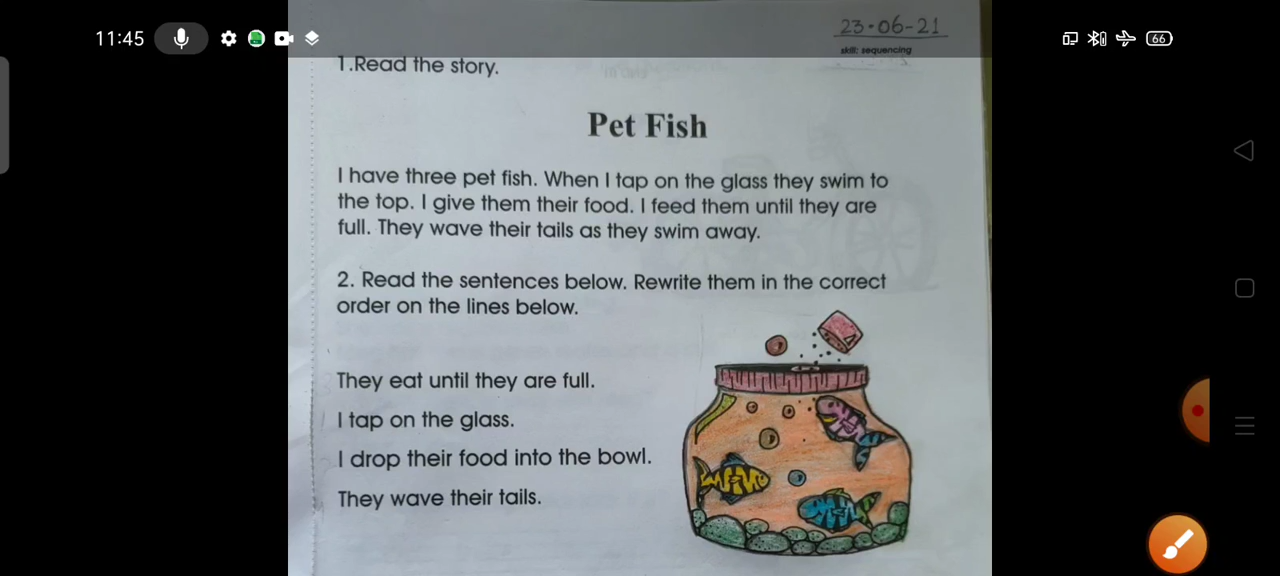 11:45
66
23-06-21
skill: sequencing
1.Read the story.
Pet Fish
I have three pet fish. When I tap on the glass they swim to
the top. I give them their food. I feed them until they are
full. They wave their tails as they swim away.
2. Read the sentences below. Rewrite them in the correct
order on the lines below.
They eat until they are full.
I tap on the glass.
I drop their food into the bowl.
They wave their tails.